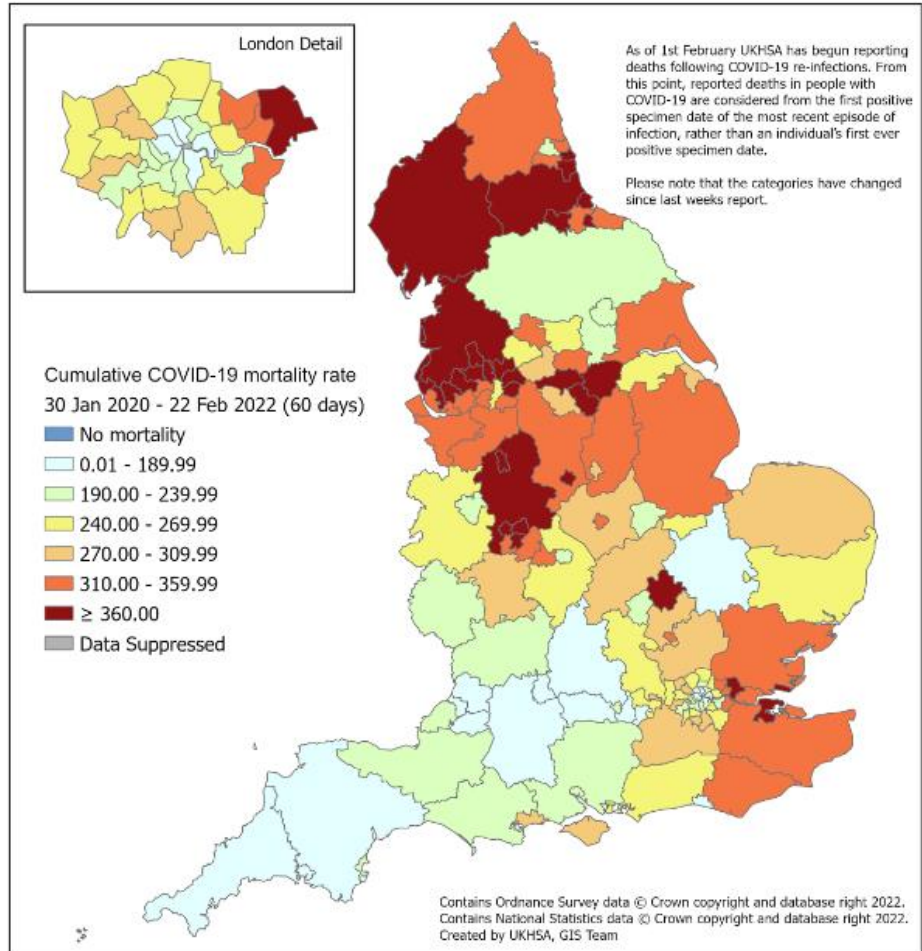 London Detail
As of 1st February UKHSA has begun reporting
deaths following COVID-19 re-infections. From
this point, reported deaths in people with
COVID-19 are considered from the first positive
specimen date of the most recent episode of
infection, rather than an individual's first ever
positive specimen date.
Please note that the categories have changed
since last weeks report.
Cumulative COVID-19 mortality rate
30 Jan 2020 - 22 Feb 2022 (60 days)
No mortality
0.01 - 189.99
190.00 - 239.99
240.00 - 269.99
270.00 - 309.99
310.00 - 359.99
≥ 360.00
Data Suppressed
Contains Ordnance Survey data © Crown copyright and database right 2022.
Contains National Statistics data © Crown copyright and database right 2022.
Created by UKHSA, GIS Team